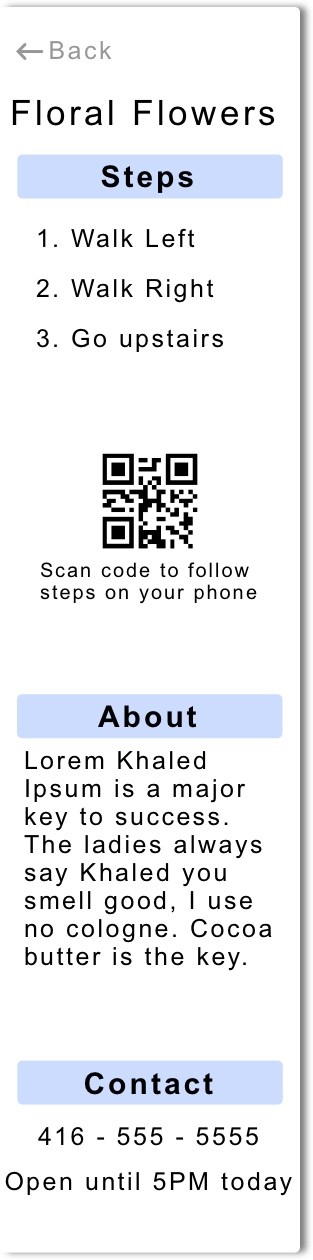 Back
Floral Flowers
Steps
1. Walk Left
2. Walk Right
3. Go upstairs
Scan code to follow
steps on your phone
About
Lorem Khaled
Ipsum is a major
key to success.
The ladies always
say Khaled you
smell good, I use
no cologne. Cocoa
butter is the key.
Contact
416 - 555 - 5555
Open until 5PM today